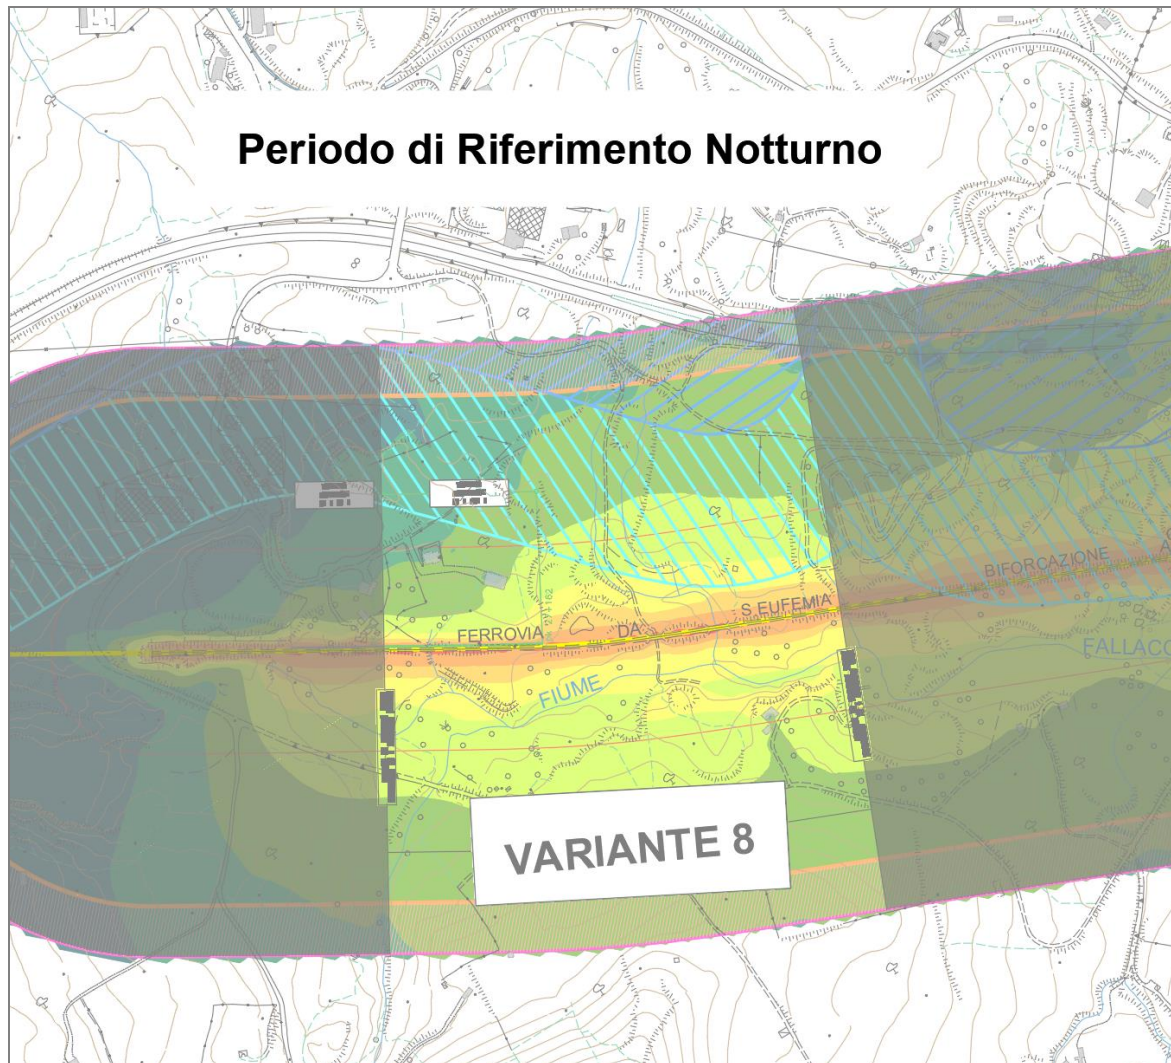 Periodo di Riferimento Notturno
BIFORCAZIONE
S.EUFEMIA
FERROVIA DA
FALLACO
FIUME
VARIANTE 8